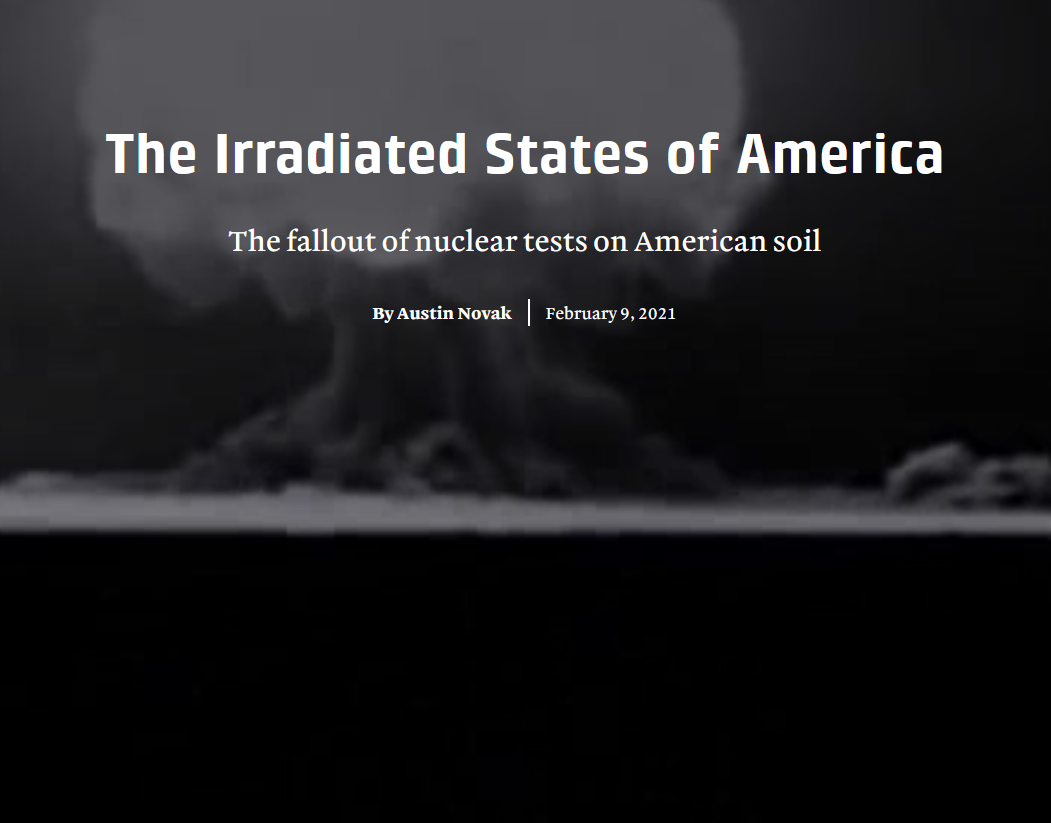 The Irradiated States of America
The fallout of nuclear tests on American soil
By Austin Novak | February 9, 2021